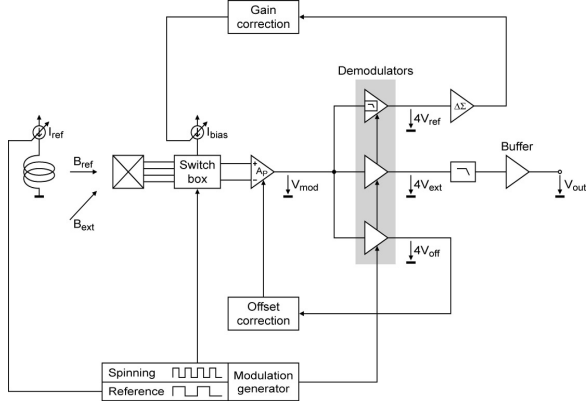 Gain
correction
Demodulators
I_ref
I_bias
ΔΣ
4V_ref
B_ref
Switch
box
+
A_P
−
V_mod
4V_ext
Buffer
V_out
B_ext
4V_off
Offset
correction
Spinning
Reference
Modulation
generator